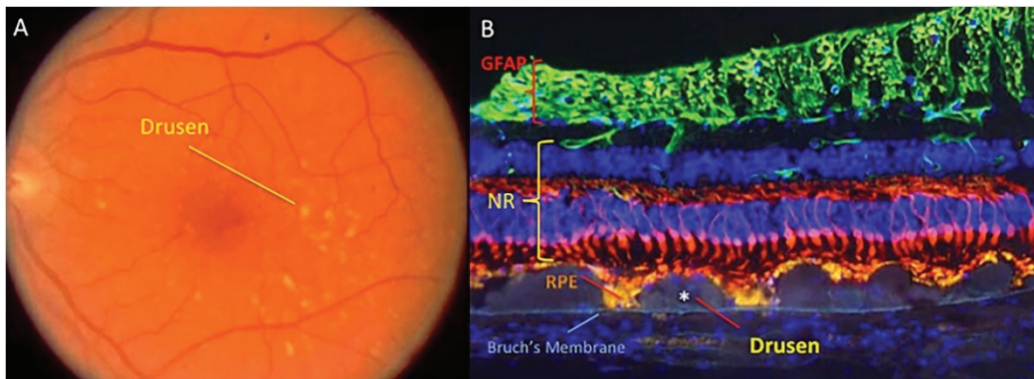 A
Drusen
B
GFAP
NR
RPE
*
Bruch's Membrane
Drusen